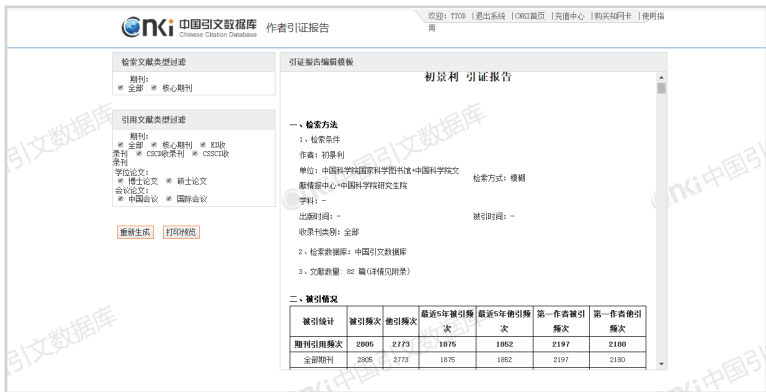 cnki 中国引文数据库 作者引证报告
Chinese Citation Database
欢迎: TTOD | 退出系统 | CNKI首页 | 充值中心 | 购买知网卡 | 使用指南
检索文献类型过滤
期刊:
全部 核心期刊
引用文献类型过滤
期刊:
全部 核心期刊 EI收
录刊 CSCD收录刊 CSSCI收
录刊
学位论文:
博士论文 硕士论文
会议论文:
中国会议 国际会议
重新生成 打印预览
引证报告编辑模板
初景利 引证报告
一、检索方法
1、检索条件
作者: 初景利
单位: 中国科学院国家科学图书馆+中国科学院文
献情报中心+中国科学院研究生院
检索方式: 模糊
学科: -
出版时间: - 被引时间: -
收录刊类别: 全部
2、检索数据库: 中国引文数据库
3、文献数量: 82 篇(详情见附录)
二、被引情况
被引统计 被引频次 他引频次 最近5年被引频次 最近5年他引频次 第一作者被引频次 第一作者他引频次
期刊引用频次 2805 2773 1875 1852 2197 2180
全部期刊 2805 2773 1875 1852 2197 2180